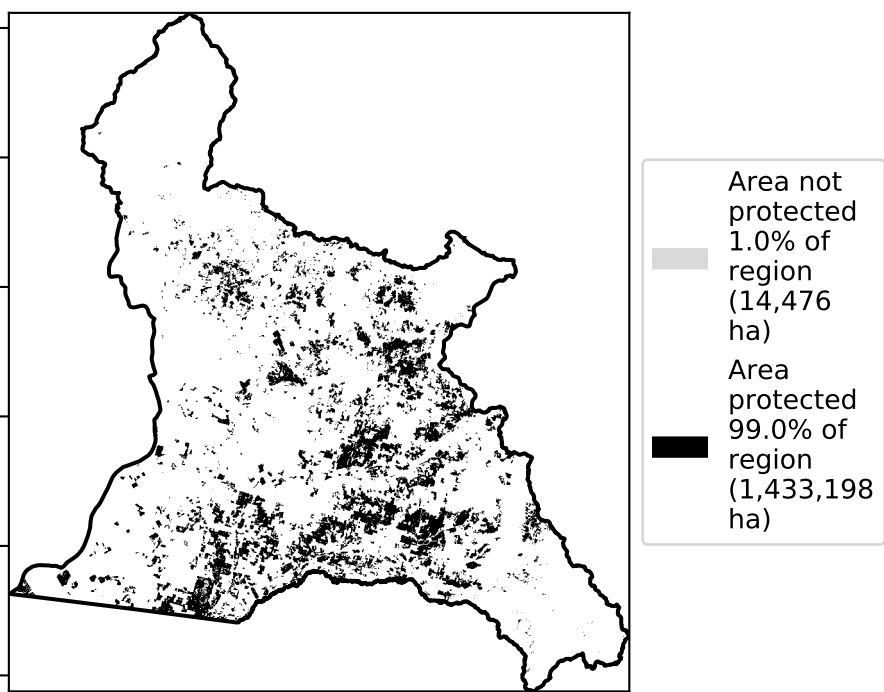 Area not
protected
1.0% of
region
(14,476
ha)
Area
protected
99.0% of
region
(1,433,198
ha)